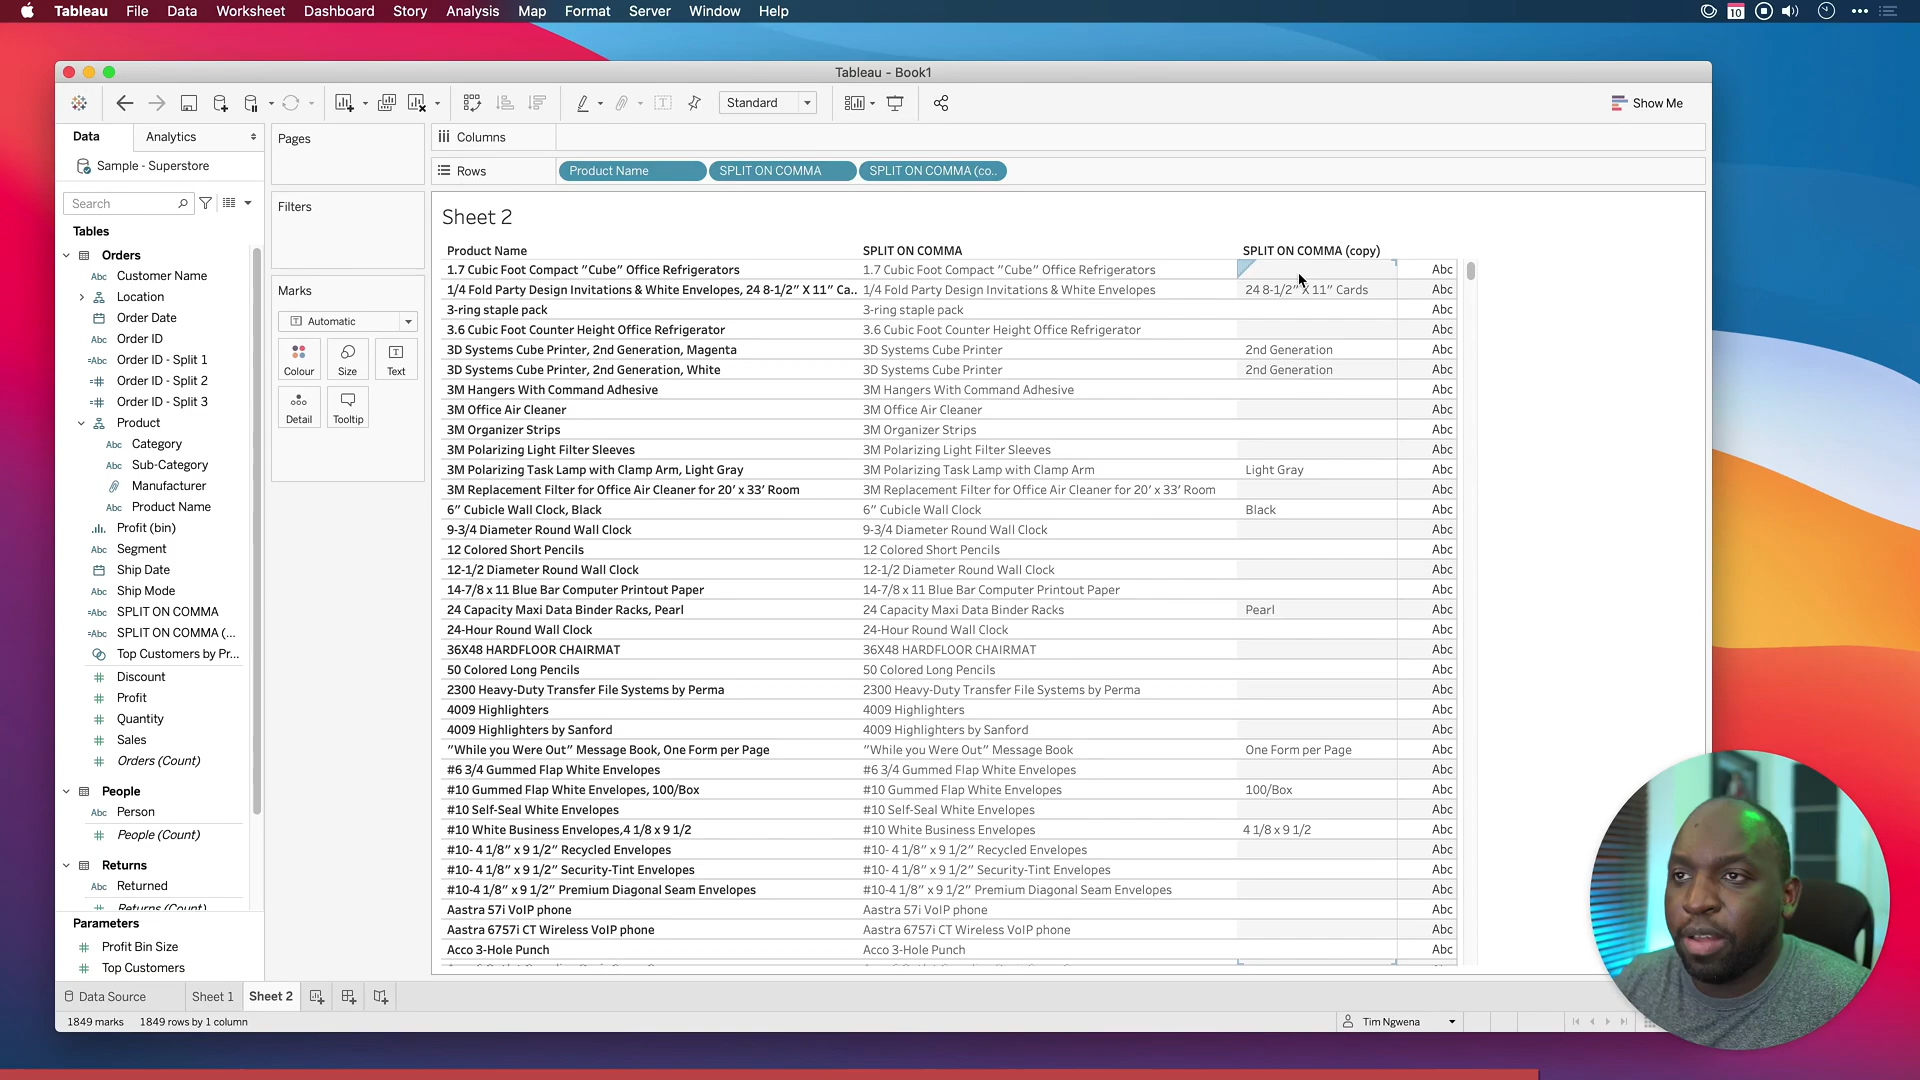 Tableau File Data Worksheet Dashboard Story Analysis Map Format Server Window Help
10
Tableau - Book1
Standard
Show Me
Data
Analytics
Sample - Superstore
Search
Tables
Orders
Abc Customer Name
Location
Order Date
Abc Order ID
=Abc Order ID - Split 1
=# Order ID - Split 2
=# Order ID - Split 3
Product
Abc Category
Abc Sub-Category
Manufacturer
Abc Product Name
Profit (bin)
Abc Segment
Ship Date
Abc Ship Mode
=Abc SPLIT ON COMMA
=Abc SPLIT ON COMMA (...
Top Customers by Pr...
# Discount
# Profit
# Quantity
# Sales
# Orders (Count)
People
Abc Person
# People (Count)
Returns
Abc Returned
# Returns (Count)
Parameters
# Profit Bin Size
# Top Customers
Pages
Filters
Marks
Automatic
Colour
Size
Text
Detail
Tooltip
Columns
Rows
Product Name
SPLIT ON COMMA
SPLIT ON COMMA (co..
Sheet 2
Product Name SPLIT ON COMMA SPLIT ON COMMA (copy)
1.7 Cubic Foot Compact "Cube" Office Refrigerators 1.7 Cubic Foot Compact "Cube" Office Refrigerators Abc
1/4 Fold Party Design Invitations & White Envelopes, 24 8-1/2" X 11" Ca.. 1/4 Fold Party Design Invitations & White Envelopes 24 8-1/2" X 11" Cards Abc
3-ring staple pack 3-ring staple pack Abc
3.6 Cubic Foot Counter Height Office Refrigerator 3.6 Cubic Foot Counter Height Office Refrigerator Abc
3D Systems Cube Printer, 2nd Generation, Magenta 3D Systems Cube Printer 2nd Generation Abc
3D Systems Cube Printer, 2nd Generation, White 3D Systems Cube Printer 2nd Generation Abc
3M Hangers With Command Adhesive 3M Hangers With Command Adhesive Abc
3M Office Air Cleaner 3M Office Air Cleaner Abc
3M Organizer Strips 3M Organizer Strips Abc
3M Polarizing Light Filter Sleeves 3M Polarizing Light Filter Sleeves Abc
3M Polarizing Task Lamp with Clamp Arm, Light Gray 3M Polarizing Task Lamp with Clamp Arm Light Gray Abc
3M Replacement Filter for Office Air Cleaner for 20' x 33' Room 3M Replacement Filter for Office Air Cleaner for 20' x 33' Room Abc
6" Cubicle Wall Clock, Black 6" Cubicle Wall Clock Black Abc
9-3/4 Diameter Round Wall Clock 9-3/4 Diameter Round Wall Clock Abc
12 Colored Short Pencils 12 Colored Short Pencils Abc
12-1/2 Diameter Round Wall Clock 12-1/2 Diameter Round Wall Clock Abc
14-7/8 x 11 Blue Bar Computer Printout Paper 14-7/8 x 11 Blue Bar Computer Printout Paper Abc
24 Capacity Maxi Data Binder Racks, Pearl 24 Capacity Maxi Data Binder Racks Pearl Abc
24-Hour Round Wall Clock 24-Hour Round Wall Clock Abc
36X48 HARDFLOOR CHAIRMAT 36X48 HARDFLOOR CHAIRMAT Abc
50 Colored Long Pencils 50 Colored Long Pencils Abc
2300 Heavy-Duty Transfer File Systems by Perma 2300 Heavy-Duty Transfer File Systems by Perma Abc
4009 Highlighters 4009 Highlighters Abc
4009 Highlighters by Sanford 4009 Highlighters by Sanford Abc
"While you Were Out" Message Book, One Form per Page "While you Were Out" Message Book One Form per Page Abc
#6 3/4 Gummed Flap White Envelopes #6 3/4 Gummed Flap White Envelopes Abc
#10 Gummed Flap White Envelopes, 100/Box #10 Gummed Flap White Envelopes 100/Box Abc
#10 Self-Seal White Envelopes #10 Self-Seal White Envelopes Abc
#10 White Business Envelopes,4 1/8 x 9 1/2 #10 White Business Envelopes 4 1/8 x 9 1/2 Abc
#10- 4 1/8" x 9 1/2" Recycled Envelopes #10- 4 1/8" x 9 1/2" Recycled Envelopes Abc
#10- 4 1/8" x 9 1/2" Security-Tint Envelopes #10- 4 1/8" x 9 1/2" Security-Tint Envelopes Abc
#10-4 1/8" x 9 1/2" Premium Diagonal Seam Envelopes #10-4 1/8" x 9 1/2" Premium Diagonal Seam Envelopes Abc
Aastra 57i VoIP phone Aastra 57i VoIP phone Abc
Aastra 6757i CT Wireless VoIP phone Aastra 6757i CT Wireless VoIP phone Abc
Acco 3-Hole Punch Acco 3-Hole Punch Abc
Data Source
Sheet 1
Sheet 2
1849 marks 1849 rows by 1 column
Tim Ngwena